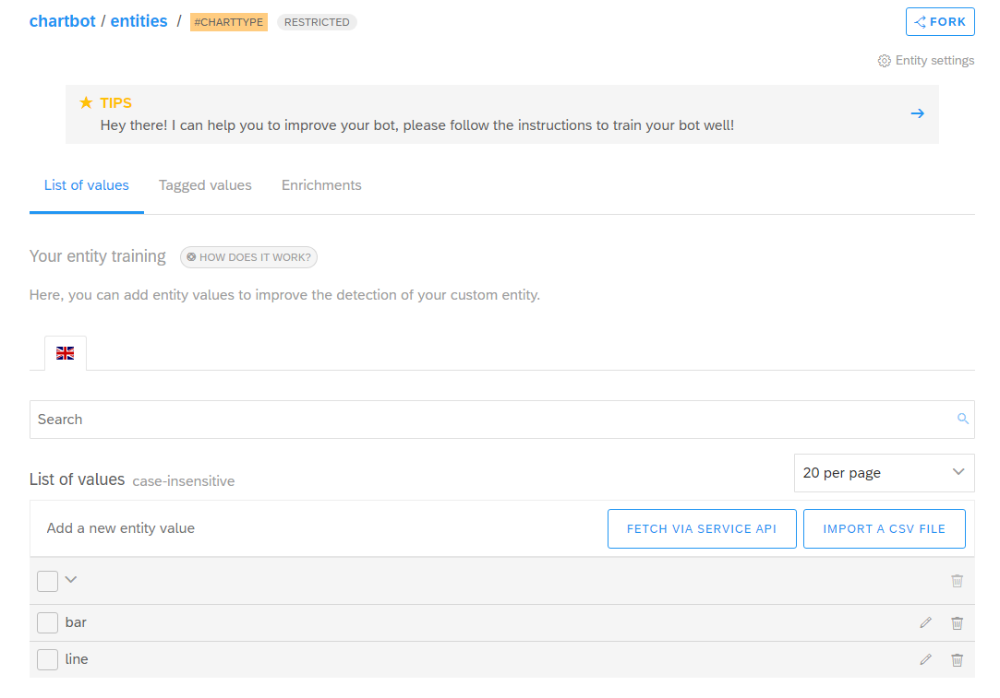 chartbot / entities / #CHARTTYPE RESTRICTED FORK
Entity settings
TIPS
Hey there! I can help you to improve your bot, please follow the instructions to train your bot well!
List of values Tagged values Enrichments
Your entity training HOW DOES IT WORK?
Here, you can add entity values to improve the detection of your custom entity.
Search
List of values case-insensitive 20 per page
Add a new entity value FETCH VIA SERVICE API IMPORT A CSV FILE
bar
line